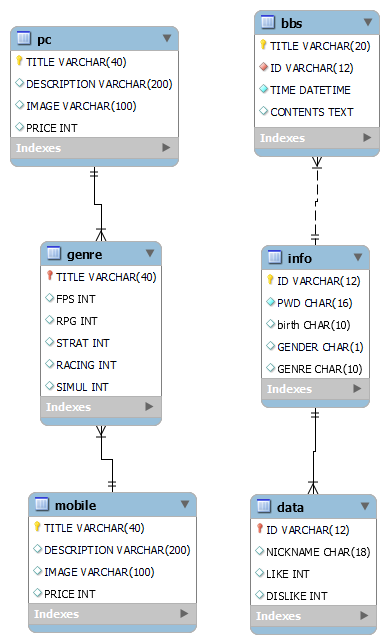 pc
TITLE VARCHAR(40)
DESCRIPTION VARCHAR(200)
IMAGE VARCHAR(100)
PRICE INT
Indexes
genre
TITLE VARCHAR(40)
FPS INT
RPG INT
STRAT INT
RACING INT
SIMUL INT
Indexes
mobile
TITLE VARCHAR(40)
DESCRIPTION VARCHAR(200)
IMAGE VARCHAR(100)
PRICE INT
Indexes
bbs
TITLE VARCHAR(20)
ID VARCHAR(12)
TIME DATETIME
CONTENTS TEXT
Indexes
info
ID VARCHAR(12)
PWD CHAR(16)
birth CHAR(10)
GENDER CHAR(1)
GENRE CHAR(10)
Indexes
data
ID VARCHAR(12)
NICKNAME CHAR(18)
LIKE INT
DISLIKE INT
Indexes